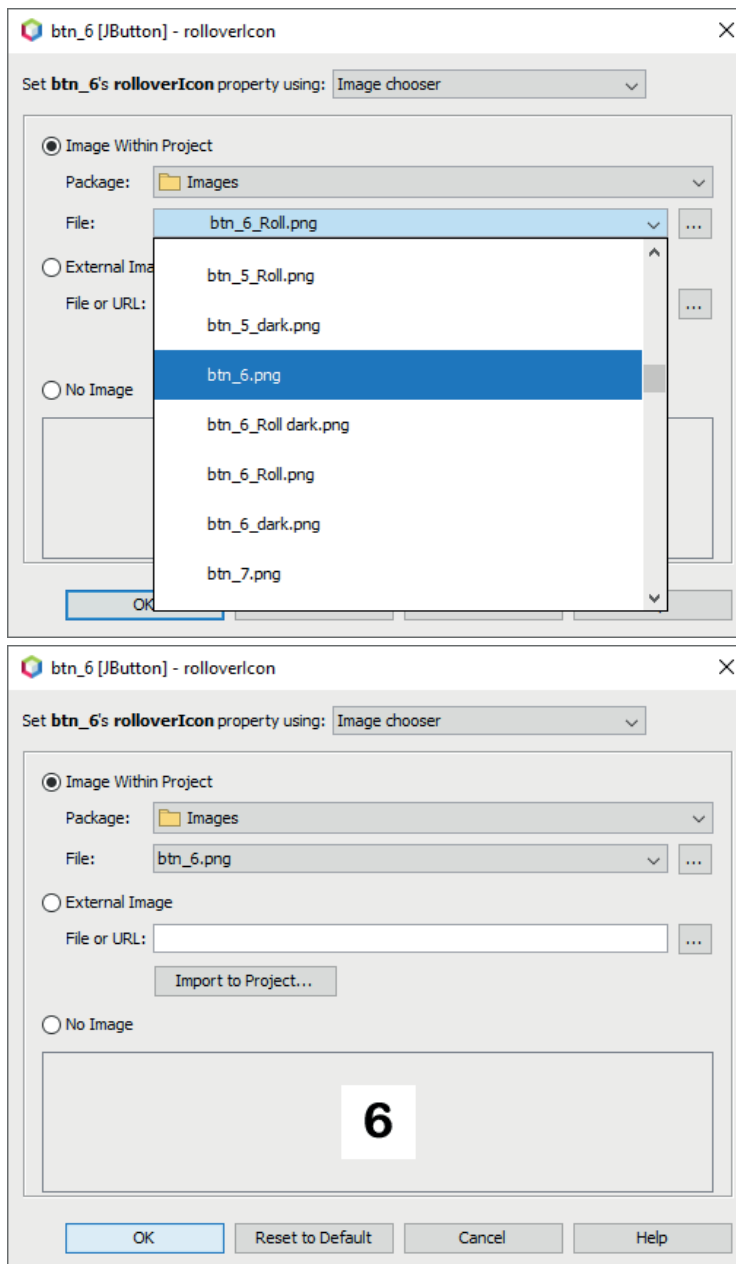 btn_6 [JButton] - rolloverIcon
Set btn_6's rolloverIcon property using: Image chooser
Image Within Project
Package: Images
File: btn_6_Roll.png ...
External Ima
btn_5_Roll.png
File or URL: ...
btn_5_dark.png
btn_6.png
No Image
btn_6_Roll dark.png
btn_6_Roll.png
btn_6_dark.png
btn_7.png
OK
btn_6 [JButton] - rolloverIcon
Set btn_6's rolloverIcon property using: Image chooser
Image Within Project
Package: Images
File: btn_6.png ...
External Image
File or URL: ...
Import to Project...
No Image
6
OK Reset to Default Cancel Help